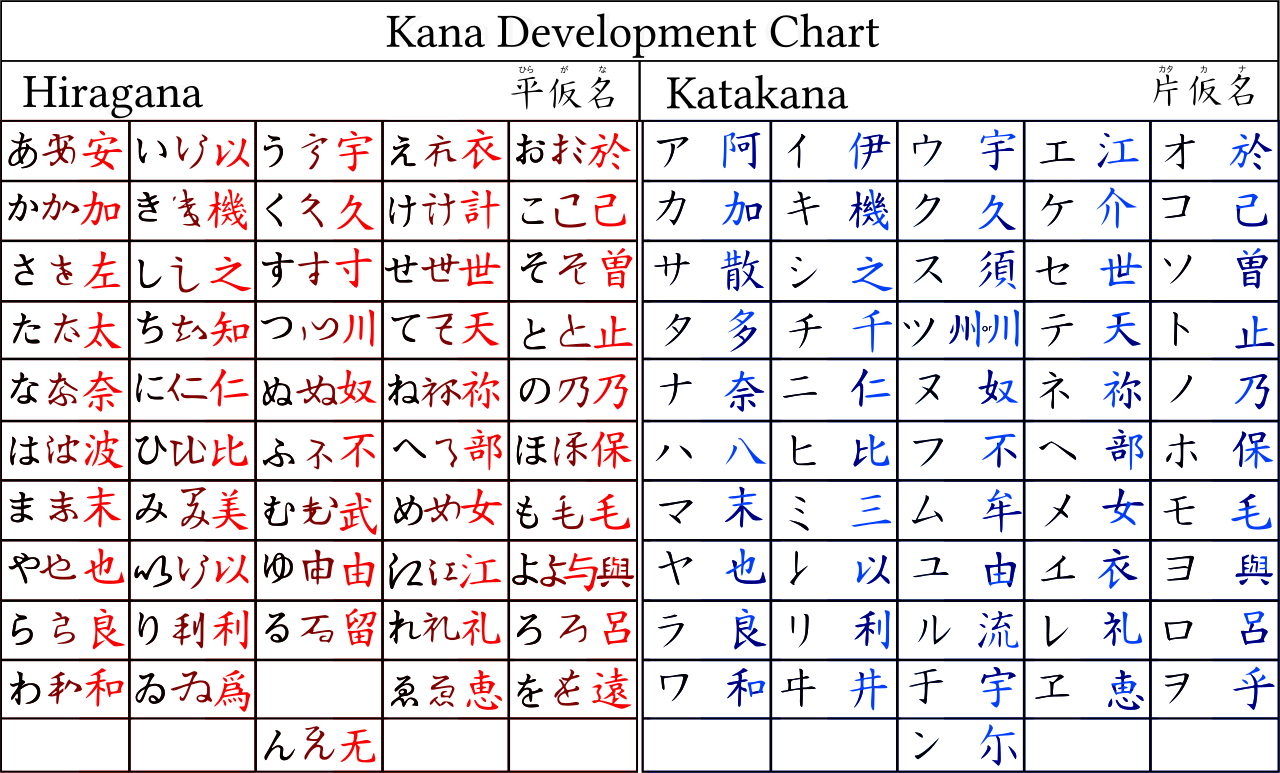 Kana Development Chart
Hiragana 平仮名 ひら が な Katakana 片仮名 カタ カ ナ
あ 安 い 以 う 宇 え 衣 お 於 ア 阿 イ 伊 ウ 宇 エ 江 オ 於
か 加 き 機 く 久 け 計 こ 己 カ 加 キ 機 ク 久 ケ 介 コ 己
さ 左 し 之 す 寸 せ 世 そ 曽 サ 散 シ 之 ス 須 セ 世 ソ 曽
た 太 ち 知 つ 川 て 天 と 止 タ 多 チ 千 ツ 州or川 テ 天 ト 止
な 奈 に 仁 ぬ 奴 ね 祢 の 乃 ナ 奈 ニ 仁 ヌ 奴 ネ 祢 ノ 乃
は 波 ひ 比 ふ 不 へ 部 ほ 保 ハ 八 ヒ 比 フ 不 ヘ 部 ホ 保
ま 末 み 美 む 武 め 女 も 毛 マ 末 ミ 三 ム 牟 メ 女 モ 毛
や 也 𛀆 以 ゆ 由 𛀁 江 よ 与 與 ヤ 也 𛄠 以 ユ 由 𛄡 衣 ヨ 與
ら 良 り 利 る 留 れ 礼 ろ 呂 ラ 良 リ 利 ル 流 レ 礼 ロ 呂
わ 和 ゐ 爲 ゑ 恵 を 遠 ワ 和 ヰ 井 𛄢 宇 ヱ 恵 ヲ 乎
ん 无 ン 尓